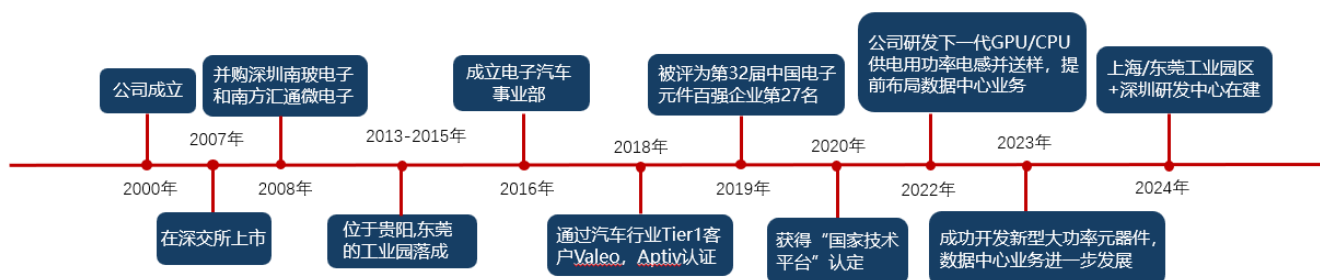 公司成立
2000年
2007年
在深交所上市
并购深圳南玻电子
和南方汇通微电子
2008年
2013-2015年
位于贵阳,东莞
的工业园落成
成立电子汽车
事业部
2016年
2018年
通过汽车行业Tier1客
户Valeo，Aptiv认证
被评为第32届中国电子
元件百强企业第27名
2019年
2020年
获得“国家技术
平台”认定
公司研发下一代GPU/CPU
供电用功率电感并送样，提
前布局数据中心业务
2022年
2023年
成功开发新型大功率元器件，
数据中心业务进一步发展
上海/东莞工业园区
+深圳研发中心在建
2024年